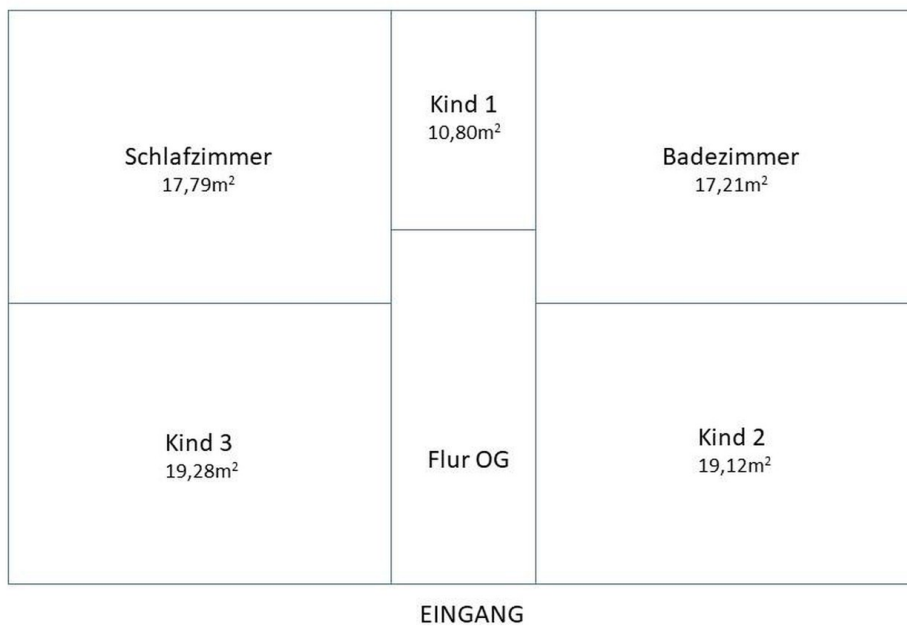 Kind 1
10,80m²
Schlafzimmer
17,79m²
Badezimmer
17,21m²
Kind 3
19,28m²
Flur OG
Kind 2
19,12m²
EINGANG